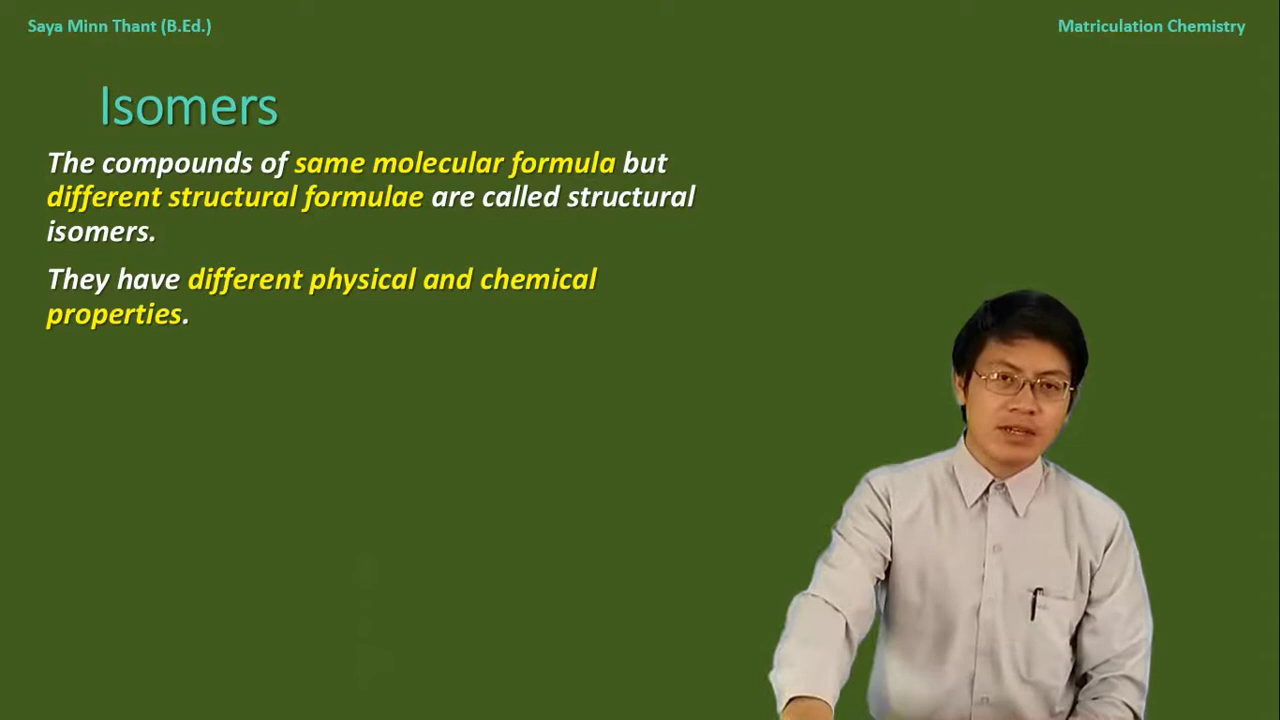 Saya Minn Thant (B.Ed.)
Matriculation Chemistry
Isomers
The compounds of same molecular formula but
different structural formulae are called structural
isomers.
They have different physical and chemical
properties.